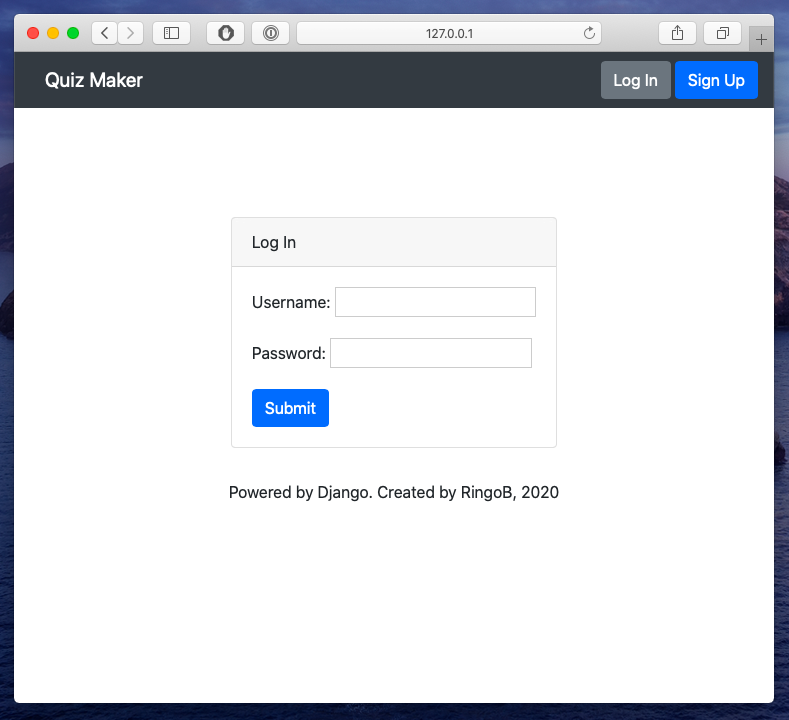 127.0.0.1
Quiz Maker
Log In
Sign Up
Log In
Username:
Password:
Submit
Powered by Django. Created by RingoB, 2020